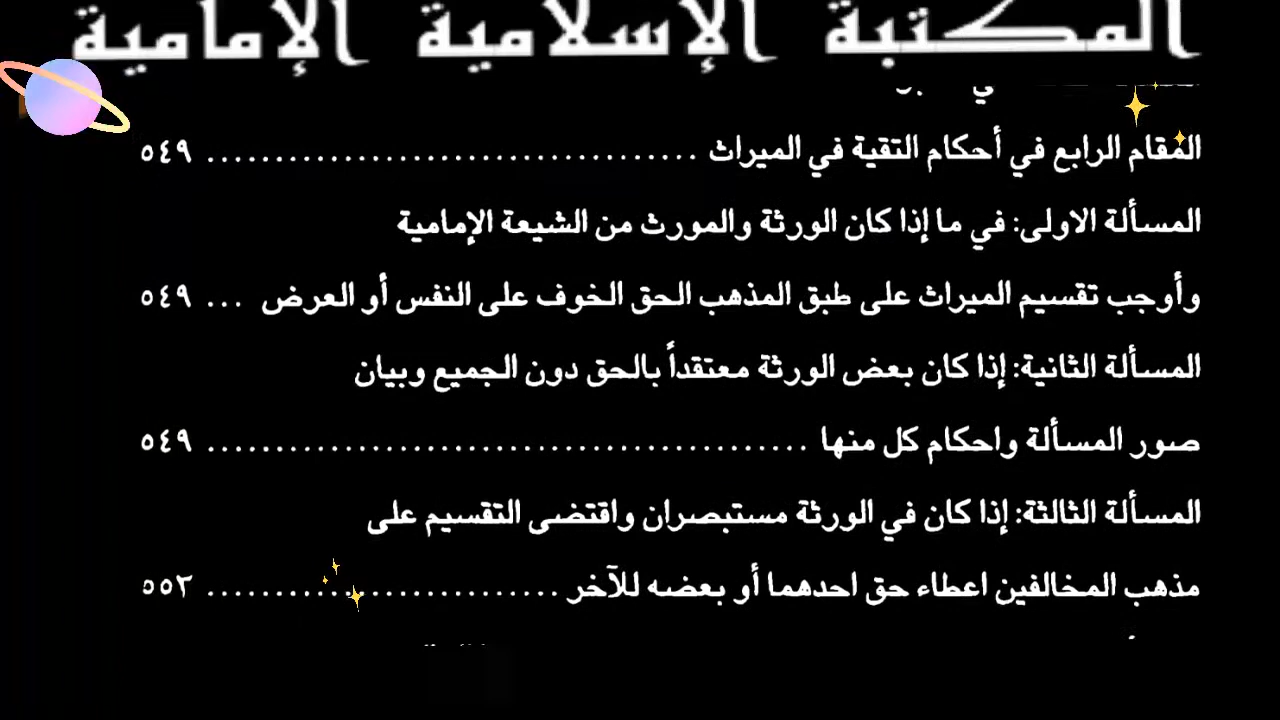 المكتبة الإسلامية الإمامية
المقام الرابع في أحكام التقية في الميراث ..................................... ٥٤٩
المسألة الاولى: في ما إذا كان الورثة والمورث من الشيعة الإمامية
وأوجب تقسيم الميراث على طبق المذهب الحق الخوف على النفس أو العرض ... ٥٤٩
المسألة الثانية: إذا كان بعض الورثة معتقداً بالحق دون الجميع وبيان
صور المسألة واحكام كل منها ............................................. ٥٤٩
المسألة الثالثة: إذا كان في الورثة مستبصران واقتضى التقسيم على
مذهب المخالفين اعطاء حق احدهما أو بعضه للآخر .......................... ٥٥٢